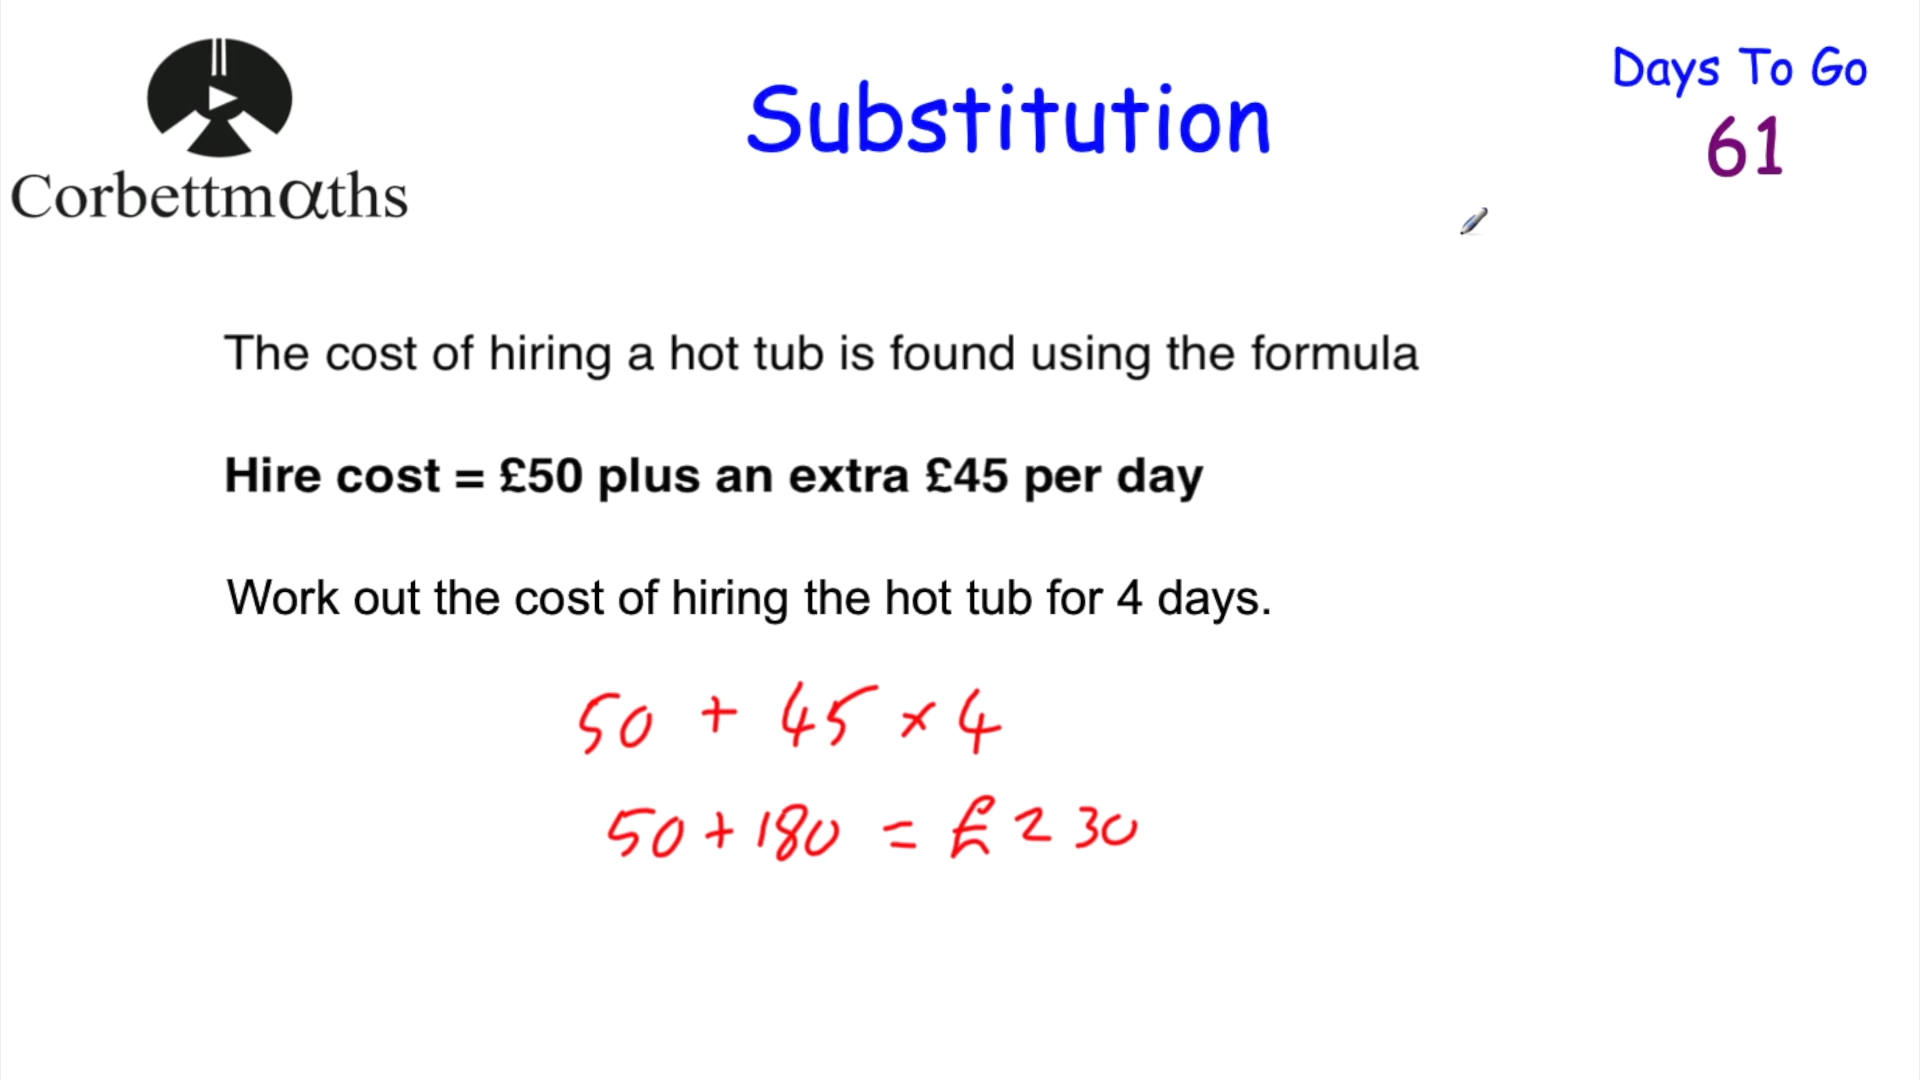 Corbettmαths
Substitution
Days To Go
61
The cost of hiring a hot tub is found using the formula
Hire cost = £50 plus an extra £45 per day
Work out the cost of hiring the hot tub for 4 days.
50 + 45 × 4
50 + 180 = £230